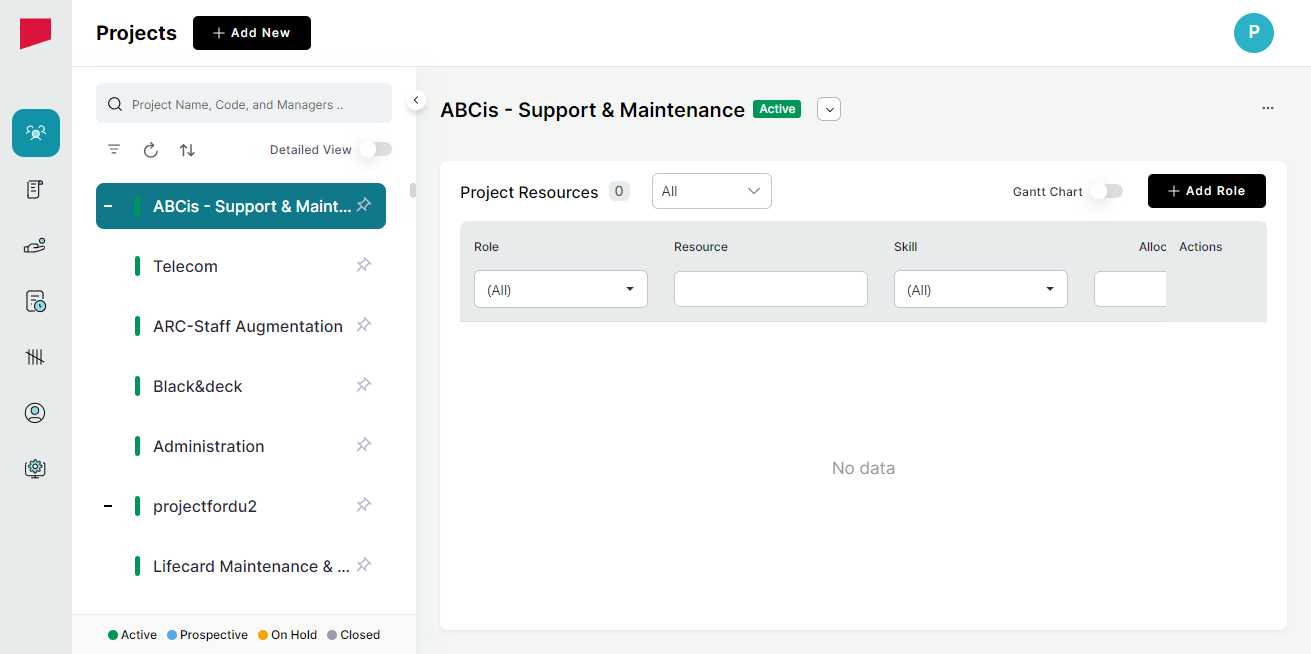 Projects
+ Add New
P
Project Name, Code, and Managers ..
Detailed View
ABCis - Support & Maint...
Telecom
ARC-Staff Augmentation
Black&deck
Administration
projectfordu2
Lifecard Maintenance & ...
Active Prospective On Hold Closed
ABCis - Support & Maintenance Active
...
Project Resources 0 All
Gantt Chart + Add Role
Role Resource Skill Alloc Actions
(All) (All)
No data